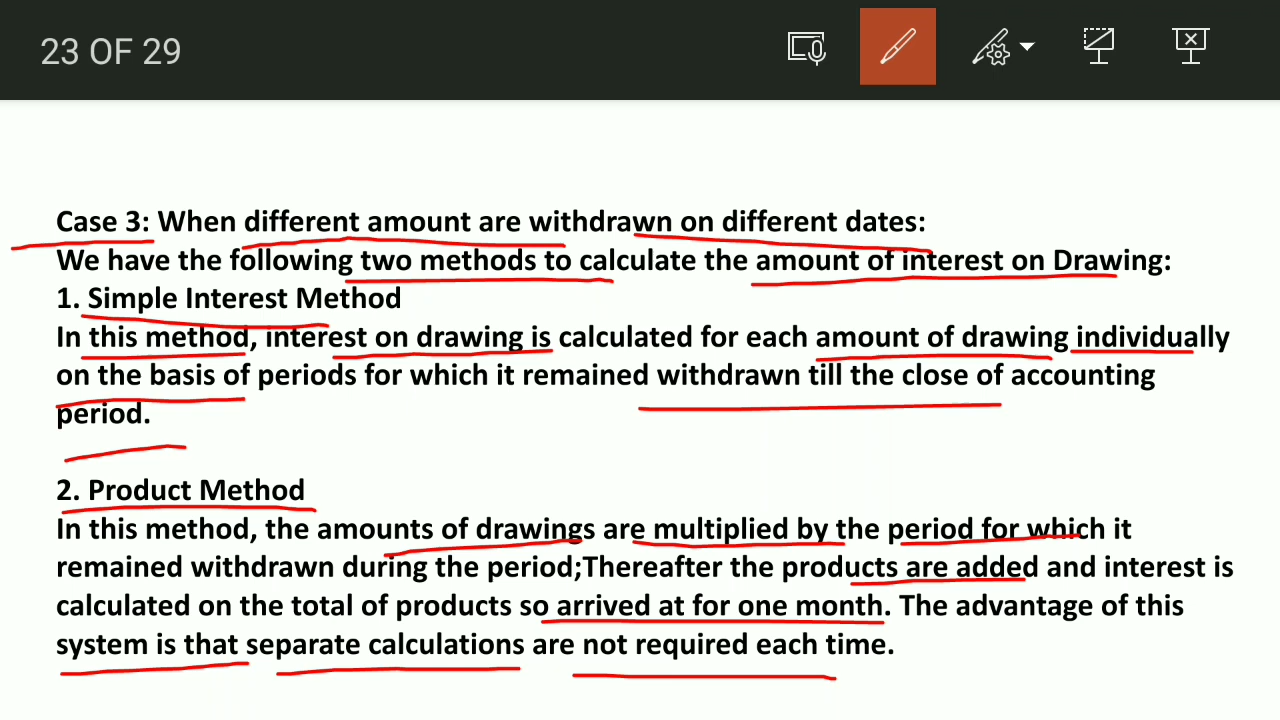 23 OF 29
Case 3: When different amount are withdrawn on different dates:
We have the following two methods to calculate the amount of interest on Drawing:
1. Simple Interest Method
In this method, interest on drawing is calculated for each amount of drawing individually
on the basis of periods for which it remained withdrawn till the close of accounting
period.
2. Product Method
In this method, the amounts of drawings are multiplied by the period for which it
remained withdrawn during the period;Thereafter the products are added and interest is
calculated on the total of products so arrived at for one month. The advantage of this
system is that separate calculations are not required each time.